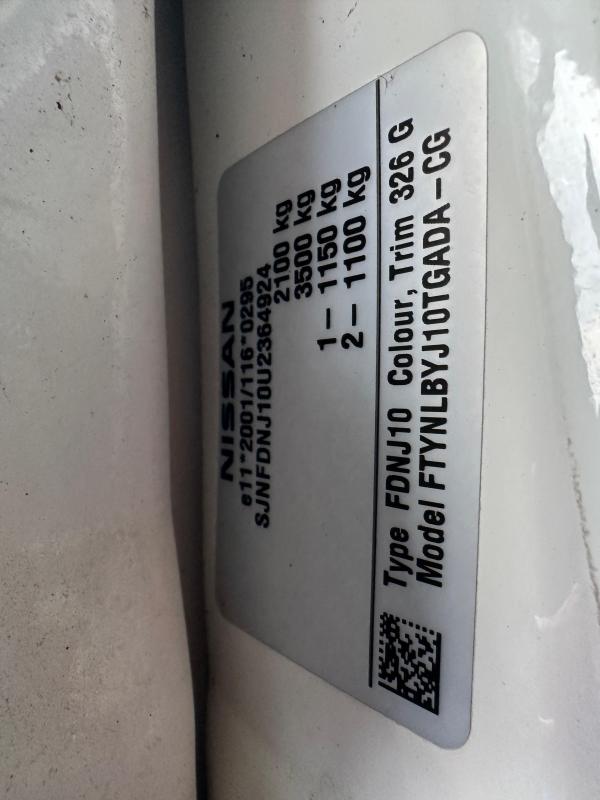 NISSAN
e11*2001/116*0295
SJNFDNJ10U2364924
2100 kg
3500 kg
1– 1150 kg
2– 1100 kg
Type FDNJ10 Colour, Trim 326 G
Model FTYNLBYJ10TGADA–CG